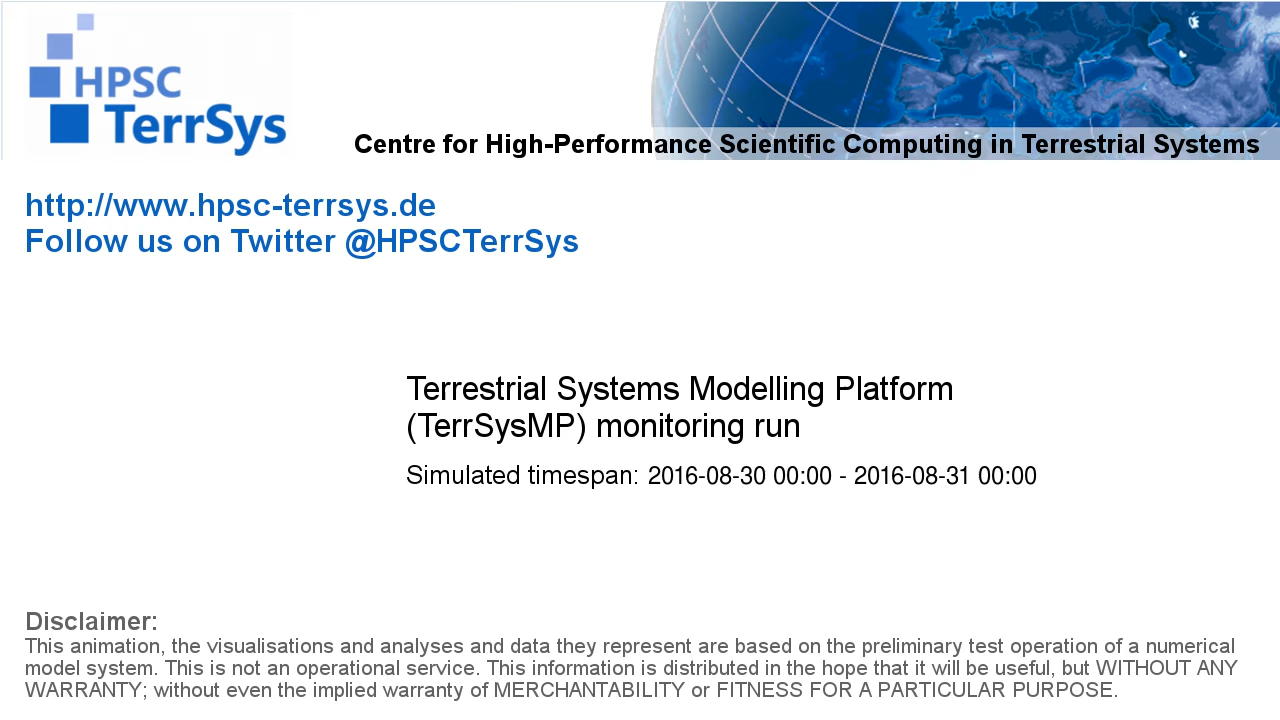 HPSC
TerrSys
Centre for High-Performance Scientific Computing in Terrestrial Systems
http://www.hpsc-terrsys.de
Follow us on Twitter @HPSCTerrSys
Terrestrial Systems Modelling Platform
(TerrSysMP) monitoring run
Simulated timespan: 2016-08-30 00:00 - 2016-08-31 00:00
Disclaimer:
This animation, the visualisations and analyses and data they represent are based on the preliminary test operation of a numerical
model system. This is not an operational service. This information is distributed in the hope that it will be useful, but WITHOUT ANY
WARRANTY; without even the implied warranty of MERCHANTABILITY or FITNESS FOR A PARTICULAR PURPOSE.